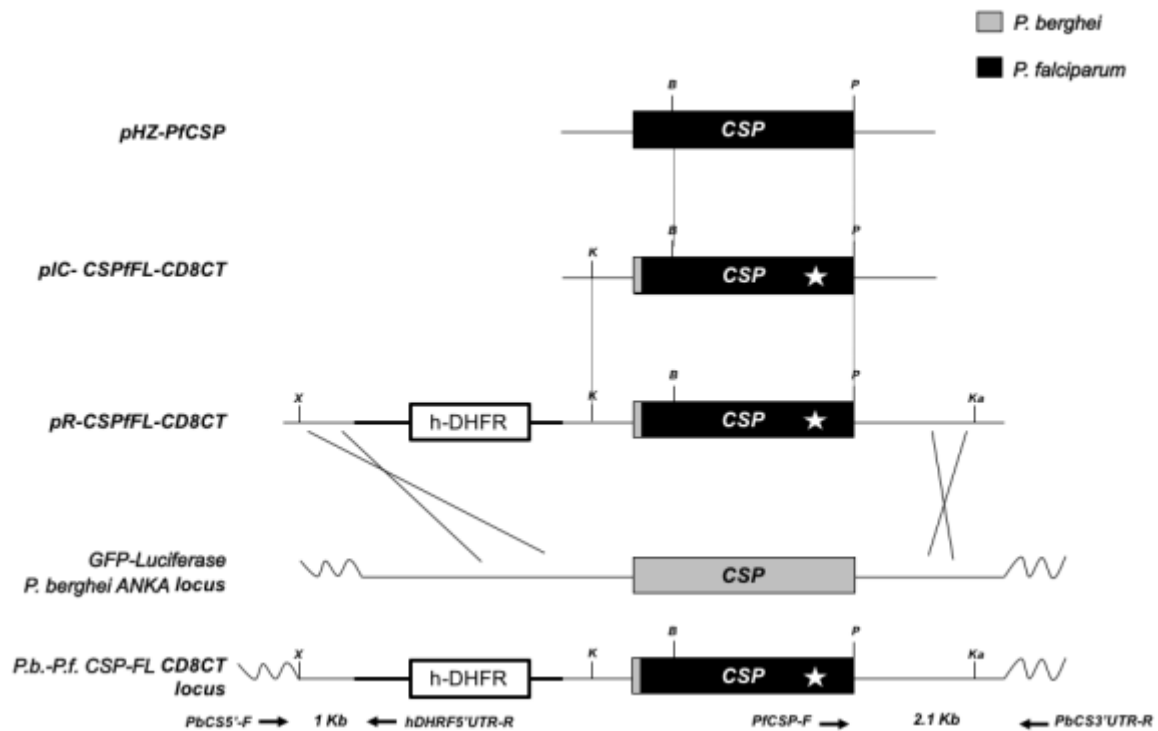 P. berghei
P. falciparum
B P
pHZ-PfCSP CSP
K B P
pIC- CSPfFL-CD8CT CSP
X K B P Ka
pR-CSPfFL-CD8CT h-DHFR CSP
GFP-Luciferase
P. berghei ANKA locus CSP
X K B P Ka
P.b.-P.f. CSP-FL CD8CT
locus h-DHFR CSP
PbCS5'-F 1 Kb hDHRF5'UTR-R PfCSP-F 2.1 Kb PbCS3'UTR-R